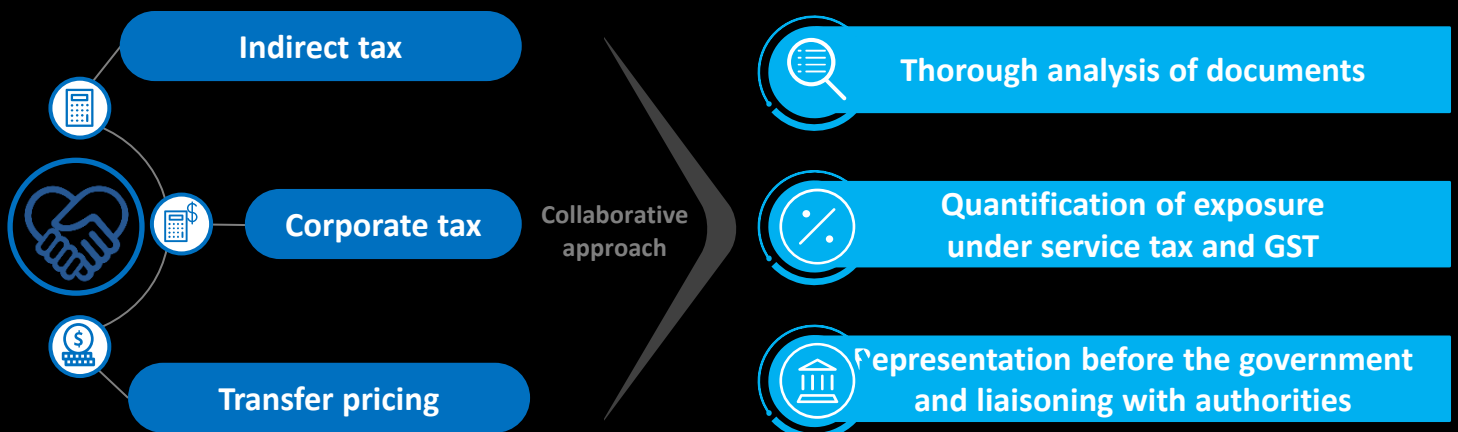 Indirect tax
Corporate tax
Transfer pricing
Collaborative
approach
Thorough analysis of documents
Quantification of exposure
under service tax and GST
Representation before the government
and liaisoning with authorities